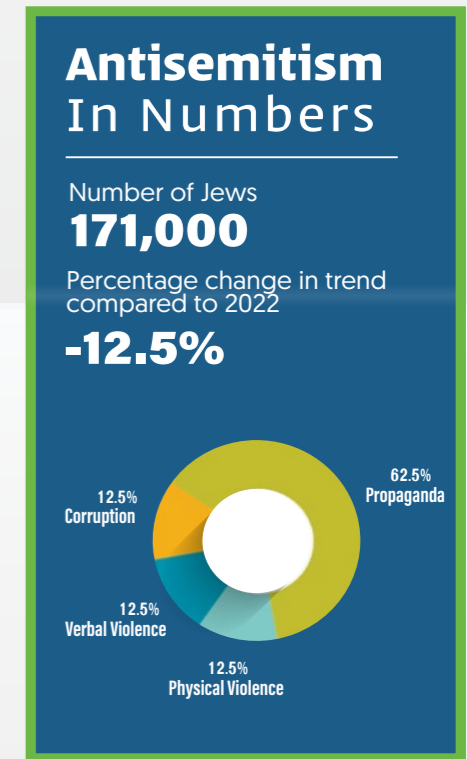 Antisemitism
In Numbers
Number of Jews
171,000
Percentage change in trend
compared to 2022
-12.5%
62.5%
Propaganda
12.5%
Corruption
12.5%
Verbal Violence
12.5%
Physical Violence